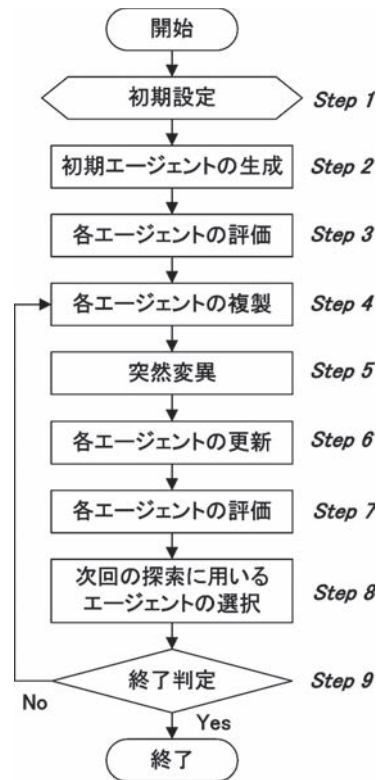 開始
初期設定 Step 1
初期エージェントの生成 Step 2
各エージェントの評価 Step 3
各エージェントの複製 Step 4
突然変異 Step 5
各エージェントの更新 Step 6
各エージェントの評価 Step 7
次回の探索に用いる
エージェントの選択 Step 8
終了判定 Step 9
No
Yes
終了